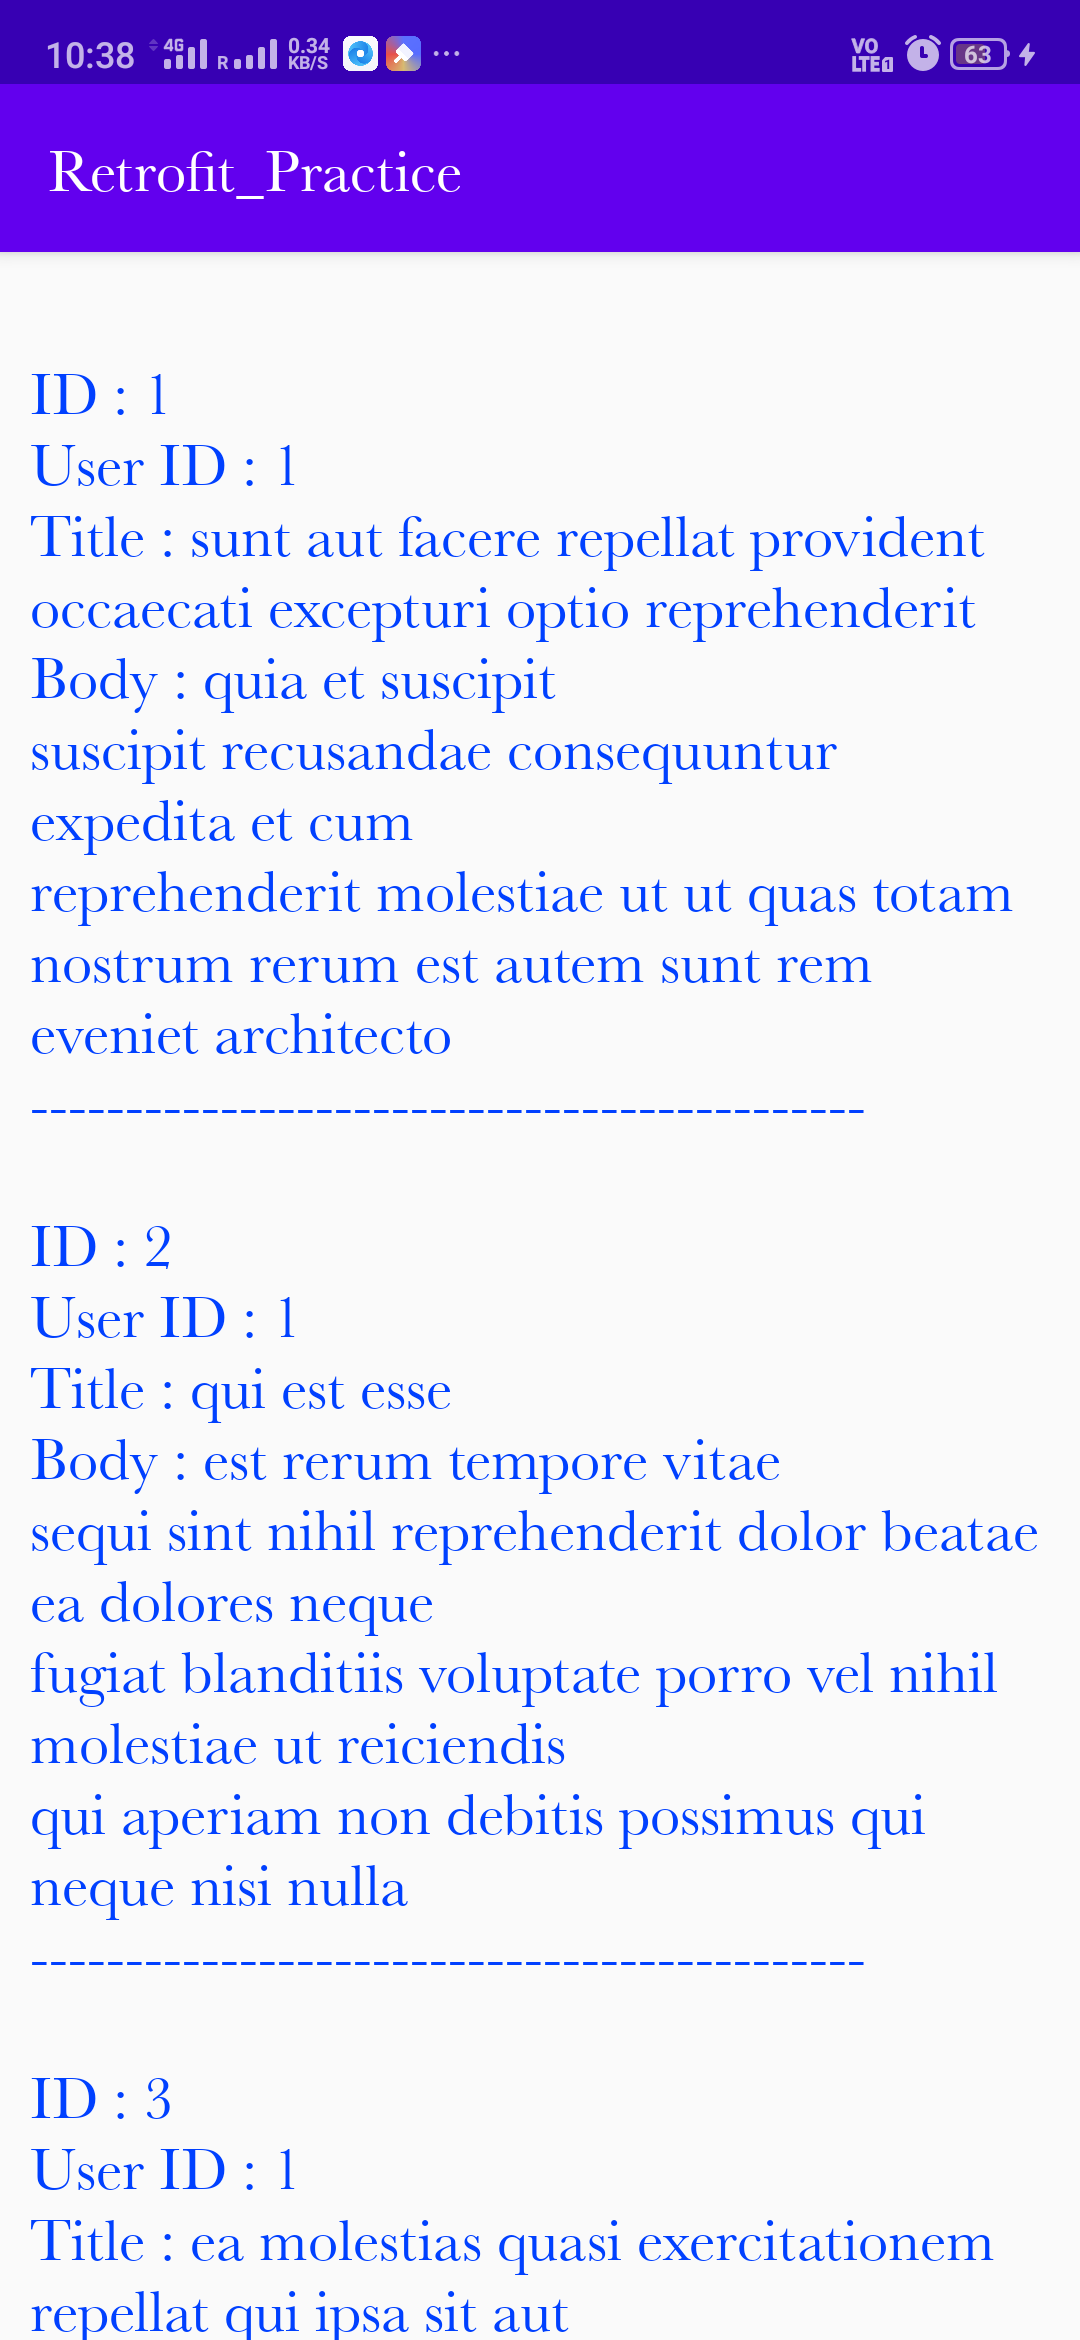 10:38 4G R 0.34 KB/S ... VO LTE 1 63
Retrofit_Practice
ID : 1
User ID : 1
Title : sunt aut facere repellat provident
occaecati excepturi optio reprehenderit
Body : quia et suscipit
suscipit recusandae consequuntur
expedita et cum
reprehenderit molestiae ut ut quas totam
nostrum rerum est autem sunt rem
eveniet architecto
--------------------------------------------
ID : 2
User ID : 1
Title : qui est esse
Body : est rerum tempore vitae
sequi sint nihil reprehenderit dolor beatae
ea dolores neque
fugiat blanditiis voluptate porro vel nihil
molestiae ut reiciendis
qui aperiam non debitis possimus qui
neque nisi nulla
--------------------------------------------
ID : 3
User ID : 1
Title : ea molestias quasi exercitationem
repellat qui ipsa sit aut